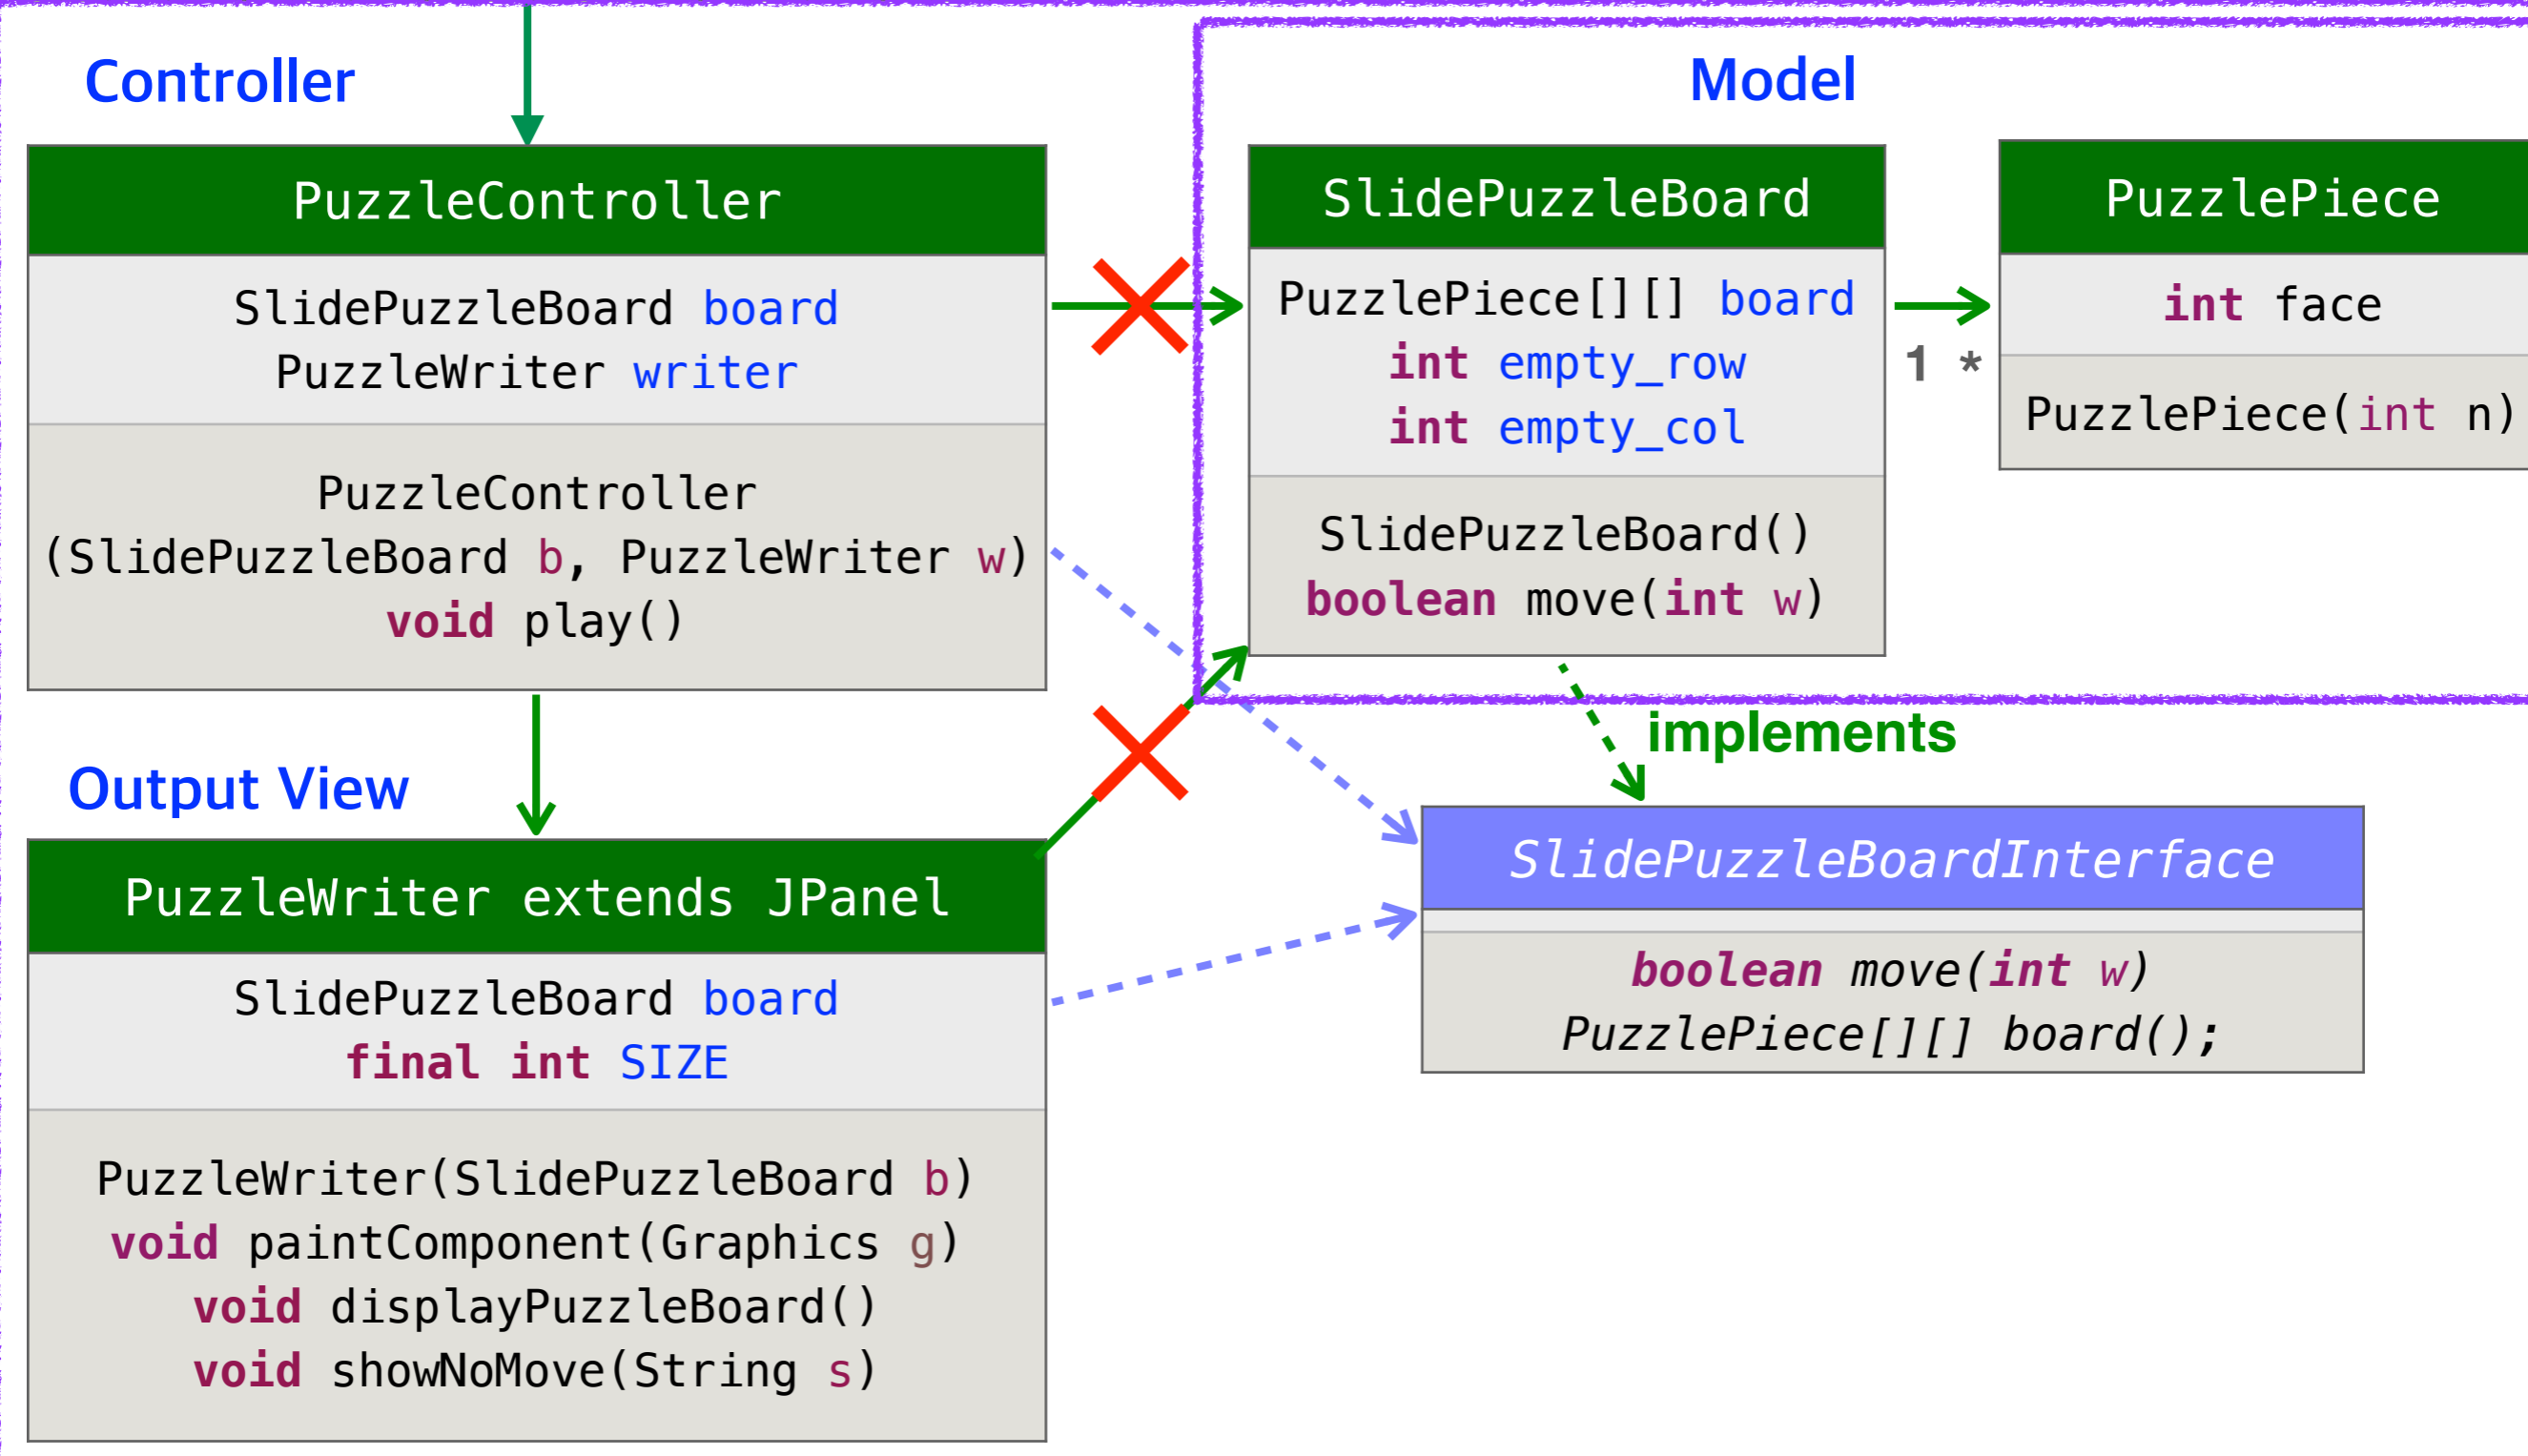 Controller
PuzzleController
SlidePuzzleBoard board
PuzzleWriter writer
PuzzleController
(SlidePuzzleBoard b, PuzzleWriter w)
void play()
Model
SlidePuzzleBoard
PuzzlePiece[][] board
int empty_row
int empty_col
SlidePuzzleBoard()
boolean move(int w)
1 *
PuzzlePiece
int face
PuzzlePiece(int n)
Output View
PuzzleWriter extends JPanel
SlidePuzzleBoard board
final int SIZE
PuzzleWriter(SlidePuzzleBoard b)
void paintComponent(Graphics g)
void displayPuzzleBoard()
void showNoMove(String s)
implements
SlidePuzzleBoardInterface
boolean move(int w)
PuzzlePiece[][] board();